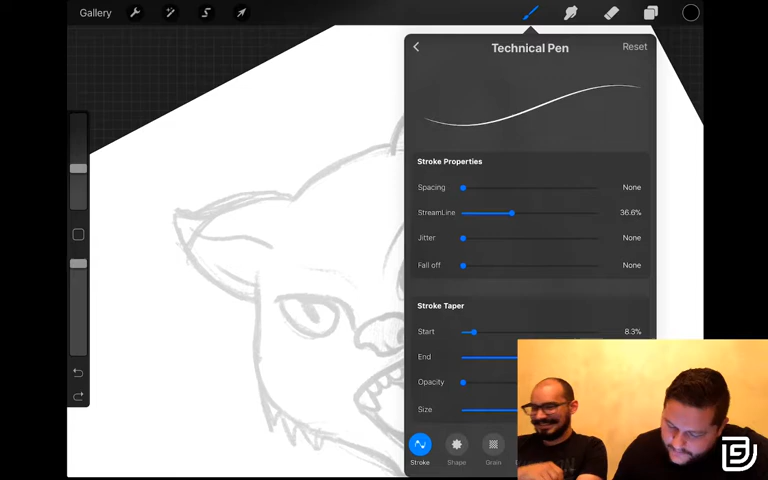 Gallery
Technical Pen
Reset
Stroke Properties
Spacing None
StreamLine 36.6%
Jitter None
Fall off None
Stroke Taper
Start 8.3%
End
Opacity
Size
Stroke Shape Grain